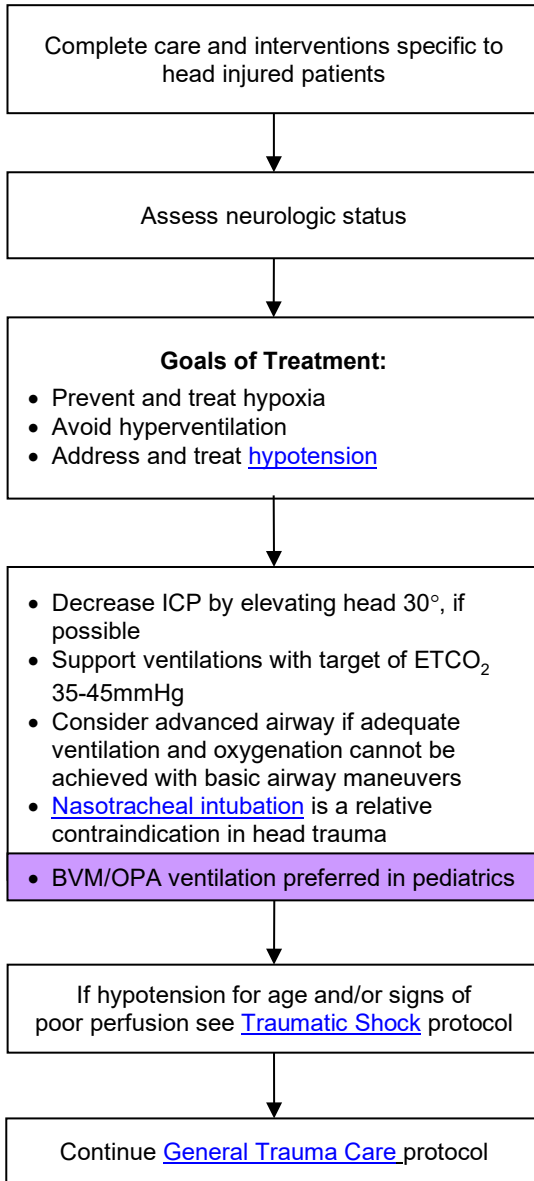 Complete care and interventions specific to
head injured patients
Assess neurologic status
Goals of Treatment:
• Prevent and treat hypoxia
• Avoid hyperventilation
• Address and treat hypotension
• Decrease ICP by elevating head 30°, if
possible
• Support ventilations with target of ETCO₂
35-45mmHg
• Consider advanced airway if adequate
ventilation and oxygenation cannot be
achieved with basic airway maneuvers
• Nasotracheal intubation is a relative
contraindication in head trauma
• BVM/OPA ventilation preferred in pediatrics
If hypotension for age and/or signs of
poor perfusion see Traumatic Shock protocol
Continue General Trauma Care protocol